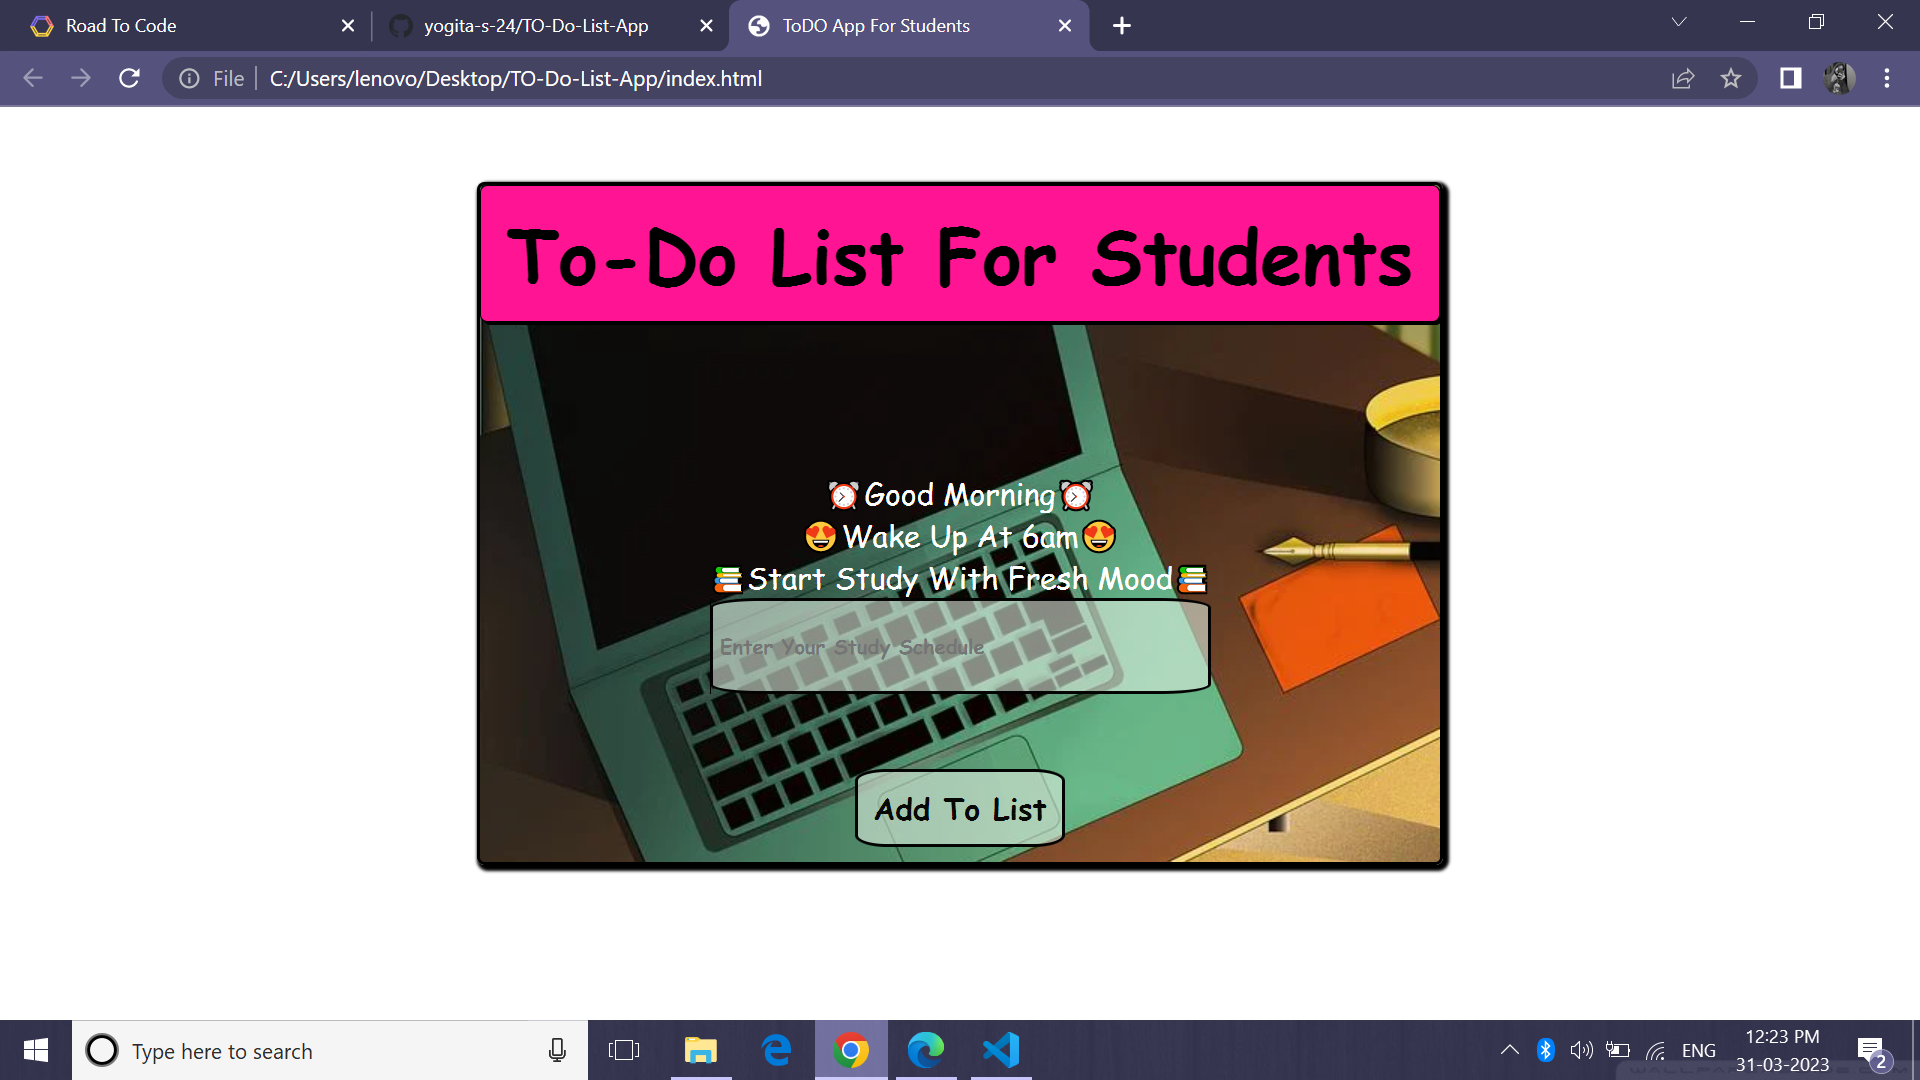 Road To Code
yogita-s-24/TO-Do-List-App
ToDO App For Students
File
C:/Users/lenovo/Desktop/TO-Do-List-App/index.html
To-Do List For Students
⏰Good Morning⏰
😍Wake Up At 6am😍
📚Start Study With Fresh Mood📚
Enter Your Study Schedule
Add To List
Type here to search
ENG
12:23 PM
31-03-2023
2